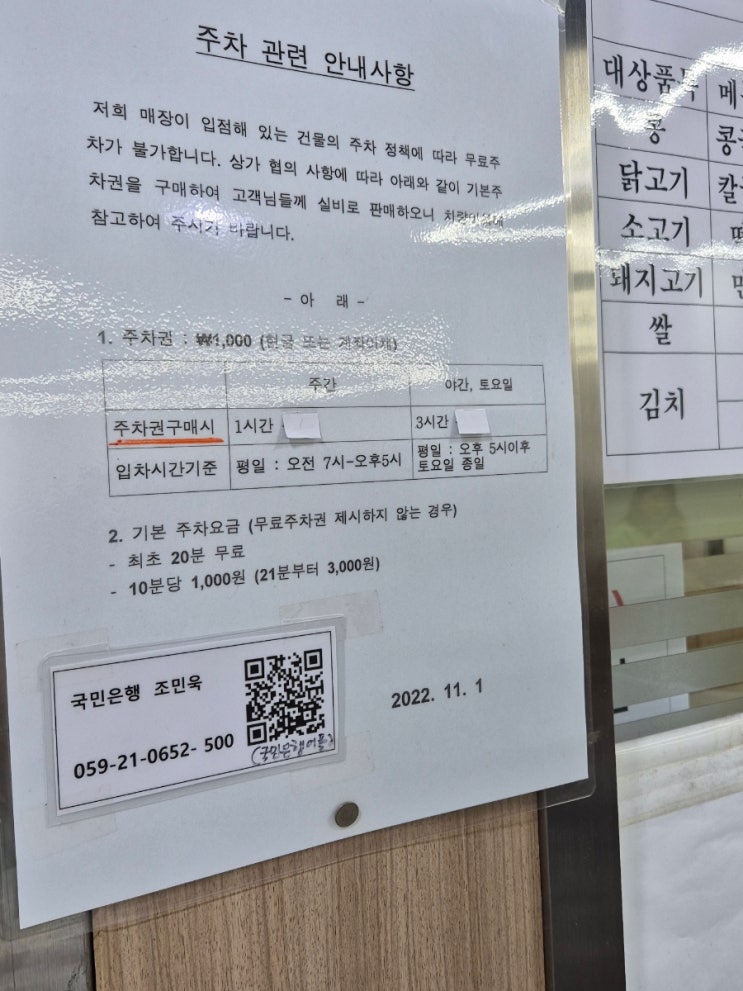 주차 관련 안내사항
저희 매장이 입점해 있는 건물의 주차 정책에 따라 무료주
차가 불가합니다. 상가 협의 사항에 따라 아래와 같이 기본주
차권을 구매하여 고객님들께 실비로 판매하오니
참고하여 주시기 바랍니다.
- 아 래 -
1. 주차권 : ₩1,000 (현금 또는 계좌이체)
주간 야간, 토요일
주차권구매시 1시간 3시간
입차시간기준 평일 : 오전 7시-오후5시 평일 : 오후 5시이후
토요일 종일
2. 기본 주차요금 (무료주차권 제시하지 않는 경우)
- 최초 20분 무료
- 10분당 1,000원 (21분부터 3,000원)
국민은행 조민욱
059-21-0652- 500
(국민은행어플)
2022. 11. 1
대상품목
콩
닭고기
소고기
돼지고기
쌀
김치